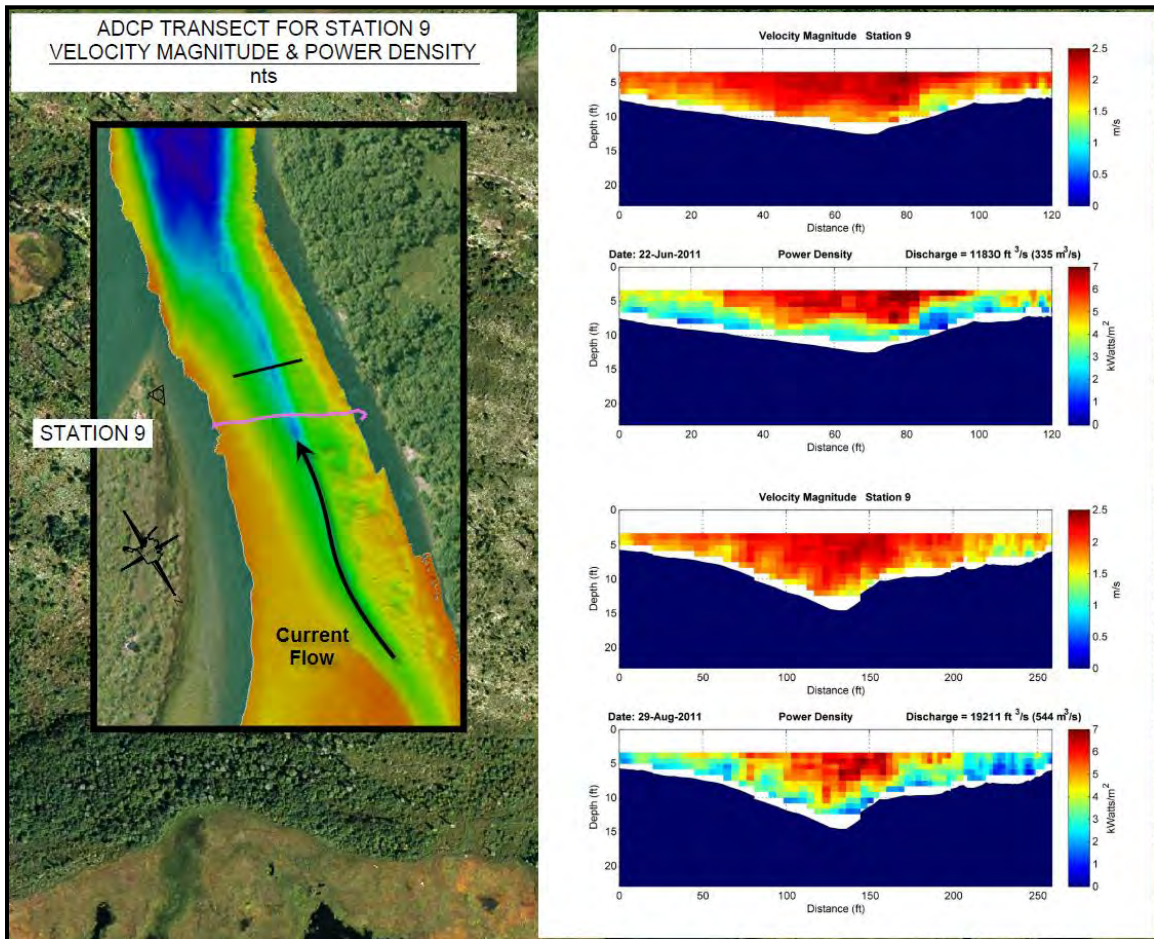 ADCP TRANSECT FOR STATION 9
VELOCITY MAGNITUDE & POWER DENSITY
nts
STATION 9
Current
Flow
Velocity Magnitude Station 9
Depth (ft)
0
5
10
15
20
0 20 40 60 80 100 120
Distance (ft)
2.5
2
1.5
1
0.5
0
m/s
Date: 22-Jun-2011 Power Density Discharge = 11830 ft ³/s (335 m³/s)
Depth (ft)
0
5
10
15
20
0 20 40 60 80 100 120
Distance (ft)
7
6
5
4
3
2
1
0
kWatts/m²
Velocity Magnitude Station 9
Depth (ft)
0
5
10
15
20
0 50 100 150 200 250
Distance (ft)
2.5
2
1.5
1
0.5
0
m/s
Date: 29-Aug-2011 Power Density Discharge = 19211 ft ³/s (544 m³/s)
Depth (ft)
0
5
10
15
20
0 50 100 150 200 250
Distance (ft)
7
6
5
4
3
2
1
0
kWatts/m²